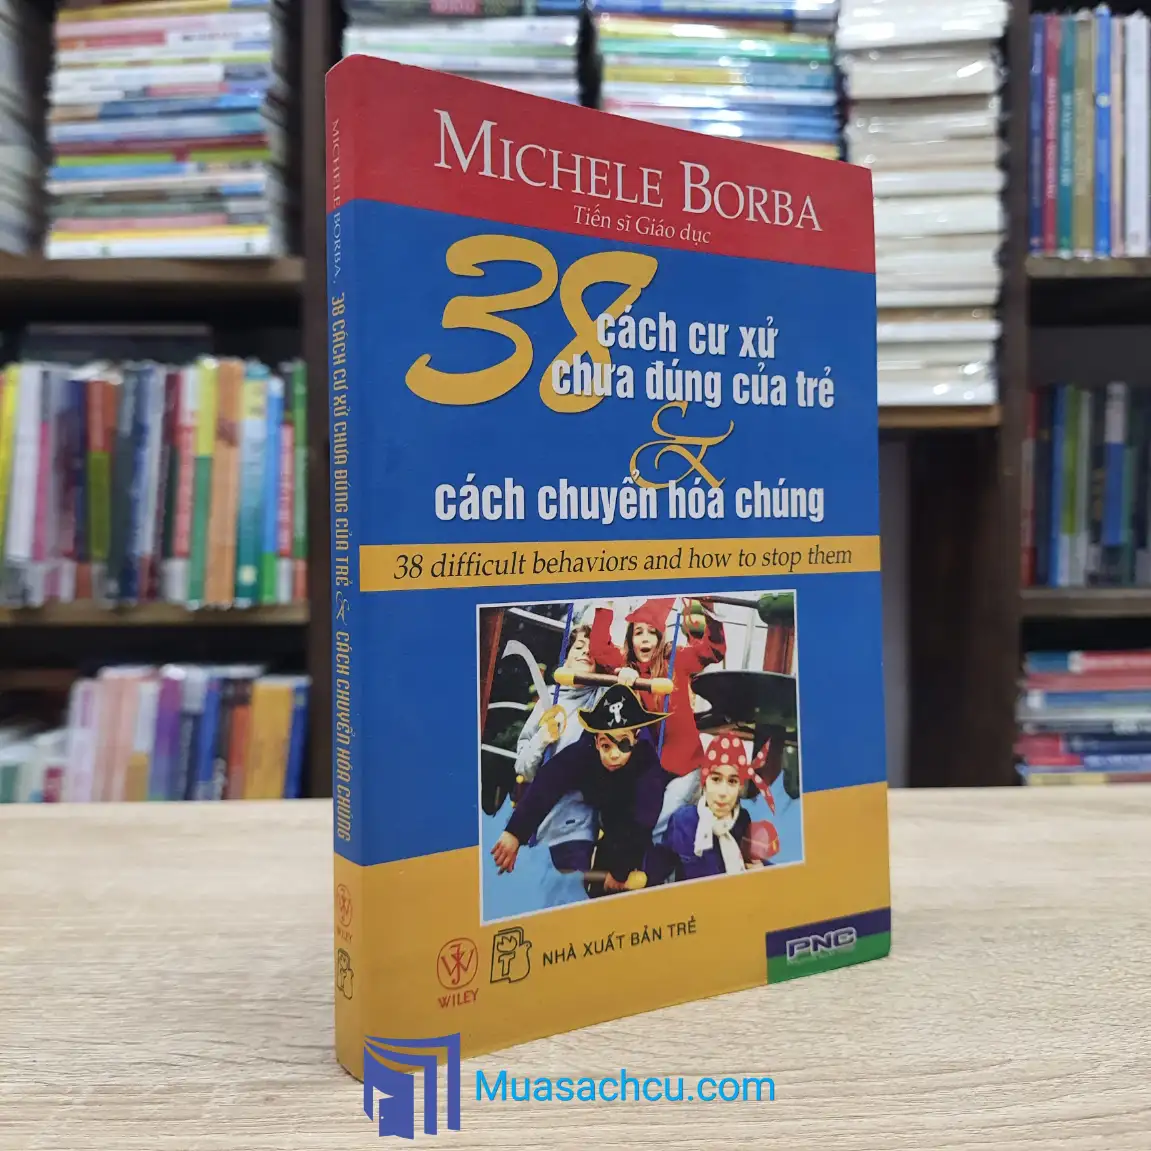 MICHELE BORBA
Tiến sĩ Giáo dục
38
cách cư xử
chưa đúng của trẻ
&
cách chuyển hóa chúng
38 difficult behaviors and how to stop them
WILEY
NHÀ XUẤT BẢN TRẺ
PNC
MICHELE BORBA. 38 CÁCH CƯ XỬ CHƯA ĐÚNG CỦA TRẺ & CÁCH CHUYỂN HÓA CHÚNG
WILEY
Muasachcu.com